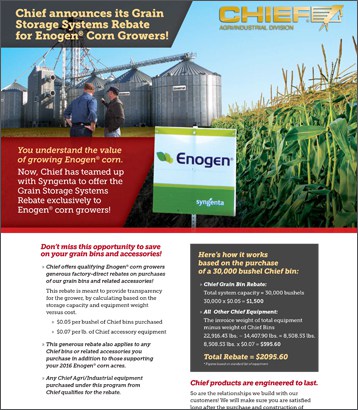 Chief announces its Grain
Storage Systems Rebate
for Enogen® Corn Growers!
CHIEF
AGRI/INDUSTRIAL DIVISION
You understand the value
of growing Enogen® corn.
Now, Chief has teamed up
with Syngenta to offer the
Grain Storage Systems
Rebate exclusively to
Enogen® corn growers!
Enogen®
syngenta
Don't miss this opportunity to save
on your grain bins and accessories!
› Chief offers qualifying Enogen® corn growers
generous factory-direct rebates on purchases
of our grain bins and related accessories!
This rebate is meant to provide transparency
for the grower, by calculating based on the
storage capacity and equipment weight
versus cost.
+ $0.05 per bushel of Chief bins purchased
+ $0.07 per lb. of Chief accessory equipment
› This generous rebate also applies to any
Chief bins or related accessories you
purchase in addition to those supporting
your 2016 Enogen® corn acres.
› Any Chief Agri/Industrial equipment
purchased under this program from
Chief qualifies for the rebate.
Here's how it works
based on the purchase
of a 30,000 bushel Chief bin:
› Chief Grain Bin Rebate:
Total system capacity = 30,000 bushels
30,000 x $0.05 = $1,500
› All Other Chief Equipment:
The invoice weight of total equipment
minus weight of Chief Bins
22,916.43 lbs. – 14,407.90 lbs. = 8,508.53 lbs.
8,508.53 lbs. x $0.07 = $595.60
Total Rebate = $2095.60
Chief products are engineered to last.
So are the relationships we build with our
customers! We will make sure you are satisfied
long after the purchase and construction of